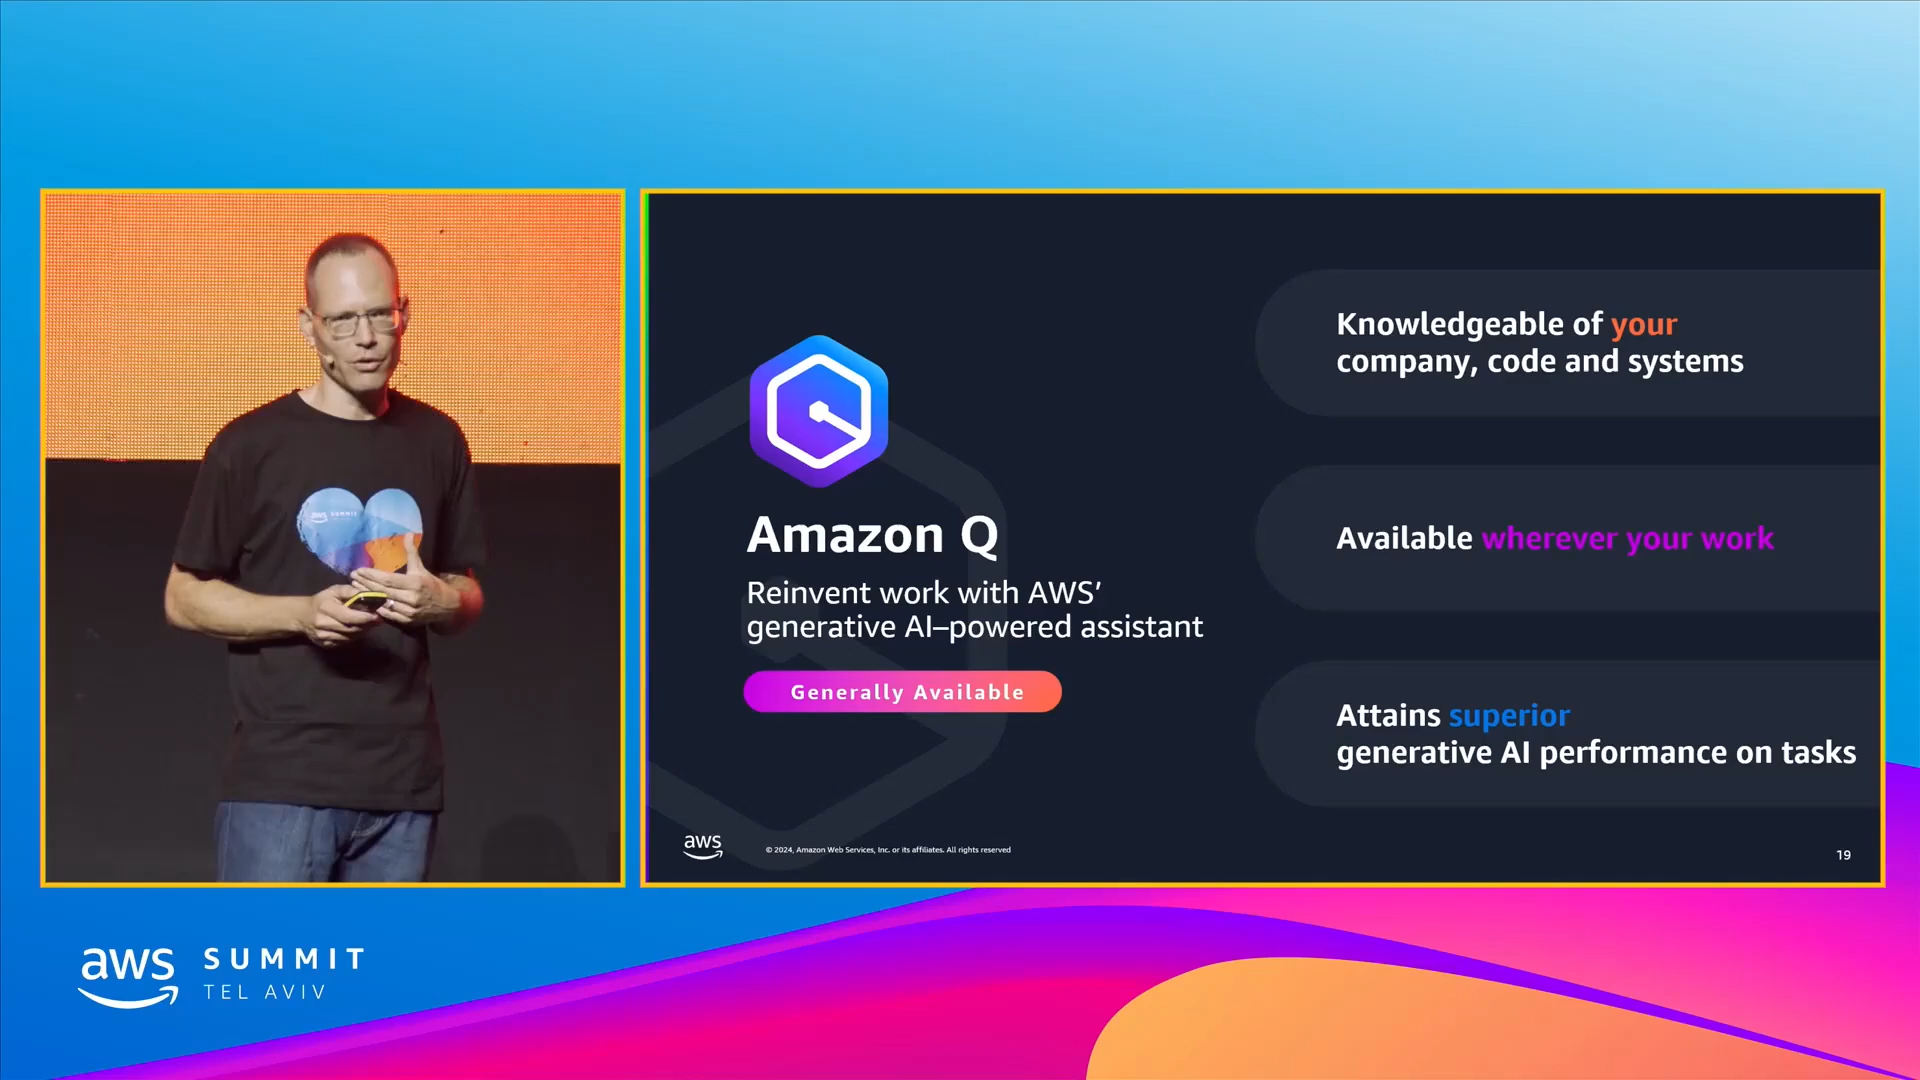 aws SUMMIT
Amazon Q
Reinvent work with AWS’
generative AI–powered assistant
Generally Available
Knowledgeable of your
company, code and systems
Available wherever your work
Attains superior
generative AI performance on tasks
aws
© 2024, Amazon Web Services, Inc. or its affiliates. All rights reserved
19
aws SUMMIT
TEL AVIV